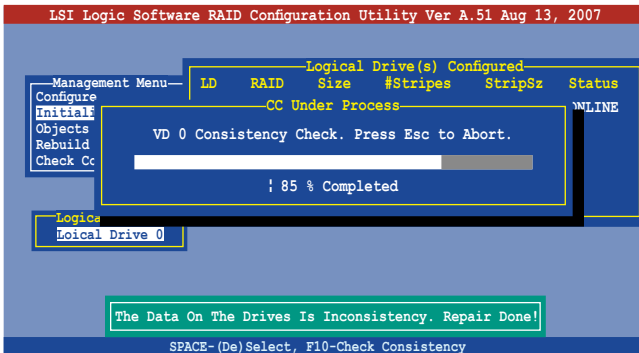 LSI Logic Software RAID Configuration Utility Ver A.51 Aug 13, 2007
Logical Drive(s) Configured
LD RAID Size #Stripes StripSz Status
ONLINE
Management Menu
Configure
Initiali
Objects
Rebuild
Check Co
CC Under Process
VD 0 Consistency Check. Press Esc to Abort.
¦ 85 % Completed
Logica
Loical Drive 0
The Data On The Drives Is Inconsistency. Repair Done!
SPACE-(De)Select, F10-Check Consistency